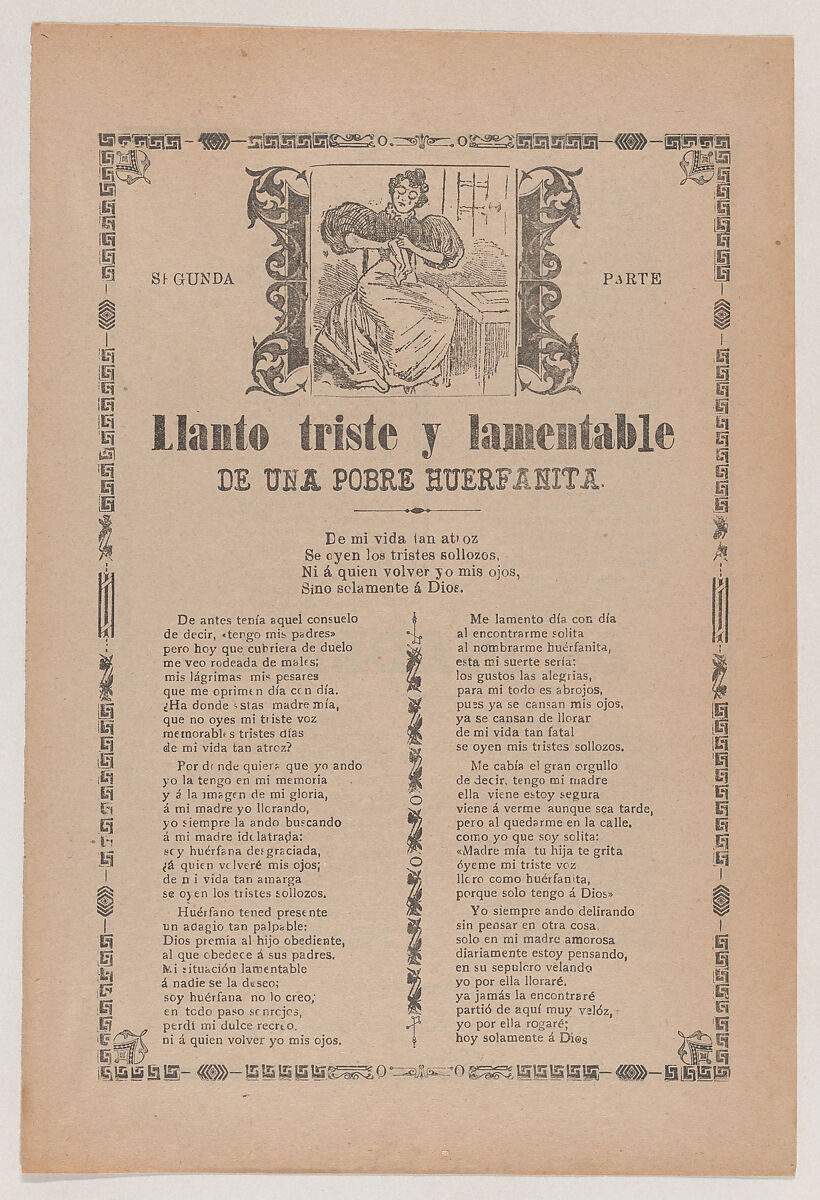 SEGUNDA PARTE
Llanto triste y lamentable
DE UNA POBRE HUERFANITA.
De mi vida tan atroz
Se oyen los tristes sollozos,
Ni á quien volver yo mis ojos,
Sino solamente á Dios.
De antes tenía aquel consuelo
de decir, «tengo mis padres»
pero hoy que cubriera de duelo
me veo rodeada de males;
mis lágrimas mis pesares
que me oprimen día con día.
¿Ha donde estas madre mía,
que no oyes mi triste voz
memorables tristes días
de mi vida tan atroz?
Por donde quiera que yo ando
yo la tengo en mi memoria
y á la imagen de mi gloria,
á mi madre yo llorando,
yo siempre la ando buscando
á mi madre idolatrada:
soy huérfana desgraciada,
¿á quien volveré mis ojos;
de mi vida tan amarga
se oyen los tristes sollozos.
Huérfano tened presente
un adagio tan palpable:
Dios premia al hijo obediente,
al que obedece á sus padres.
Mi situación lamentable
á nadie se la deseo;
soy huérfana no lo creo;
en todo paso sonrojos,
perdí mi dulce recreo.
ni á quien volver yo mis ojos.
Me lamento día con día
al encontrarme solita
al nombrarme huérfanita,
esta mi suerte sería:
los gustos las alegrias,
para mi todo es abrojos,
pues ya se cansan mis ojos,
ya se cansan de llorar
de mi vida tan fatal
se oyen mis tristes sollozos.
Me cabía el gran orgullo
de decir, tengo mi madre
ella viene estoy segura
viene á verme aunque sea tarde,
pero al quedarme en la calle,
como yo que soy solita:
«Madre mía tu hija te grita
óyeme mi triste voz
lloro como huérfanita,
porque solo tengo á Dios»
Yo siempre ando delirando
sin pensar en otra cosa,
solo en mi madre amorosa
diariamente estoy pensando,
en su sepulcro velando
yo por ella lloraré,
ya jamás la encontraré
partió de aquí muy velóz,
yo por ella rogaré;
hoy solamente á Dios